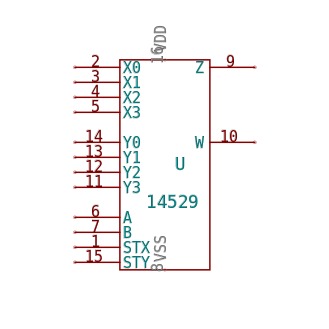 16 VDD
2 X0 Z 9
3 X1
4 X2
5 X3
14 Y0 W 10
13 Y1
12 Y2 U
11 Y3
14529
6 A
7 B
1 STX
15 STY
8 VSS